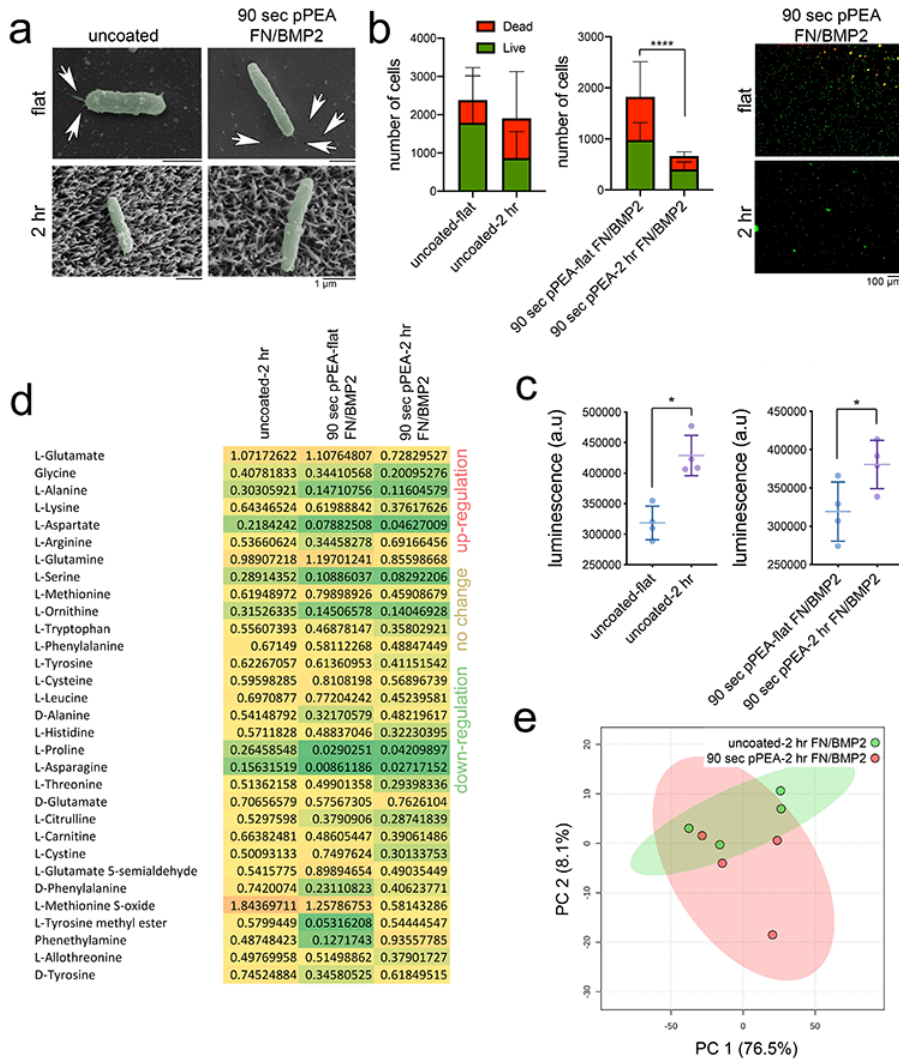 a
uncoated
90 sec pPEA
FN/BMP2
flat
2 hr
1 µm
b
Dead
Live
number of cells
4000
3000
2000
1000
0
uncoated-flat
uncoated-2 hr
****
number of cells
3000
2000
1000
0
90 sec pPEA-flat FN/BMP2
90 sec pPEA-2 hr FN/BMP2
90 sec pPEA
FN/BMP2
flat
2 hr
100 µm
d
uncoated-2 hr
90 sec pPEA-flat
FN/BMP2
90 sec pPEA-2 hr
FN/BMP2
L-Glutamate 1.07172622 1.10764807 0.72829527
Glycine 0.40781833 0.34410568 0.20095276
L-Alanine 0.30305921 0.14710756 0.11604579
L-Lysine 0.64346524 0.61988842 0.37617626
L-Aspartate 0.2184242 0.07882508 0.04627009
L-Arginine 0.53660624 0.34458278 0.69166456
L-Glutamine 0.98907218 1.19701241 0.85598668
L-Serine 0.28914352 0.10886037 0.08292206
L-Methionine 0.61948972 0.79898926 0.45908679
L-Ornithine 0.31526335 0.14506578 0.14046928
L-Tryptophan 0.55607393 0.46878147 0.35802921
L-Phenylalanine 0.67149 0.58112268 0.48847449
L-Tyrosine 0.62267057 0.61360953 0.41151542
L-Cysteine 0.59598285 0.8108198 0.56896739
L-Leucine 0.6970877 0.77204242 0.45239581
D-Alanine 0.54148792 0.32170579 0.48219617
L-Histidine 0.5711828 0.48837046 0.32230395
L-Proline 0.26458548 0.0290251 0.04209897
L-Asparagine 0.15631519 0.00861186 0.02717152
L-Threonine 0.51362158 0.49901358 0.29398336
D-Glutamate 0.70656579 0.57567305 0.7626104
L-Citrulline 0.5297598 0.3790906 0.28741839
L-Carnitine 0.66382481 0.48605447 0.39061486
L-Cystine 0.50093133 0.7497624 0.30133753
L-Glutamate 5-semialdehyde 0.5415775 0.89894654 0.49035449
D-Phenylalanine 0.7420074 0.23110823 0.40623771
L-Methionine S-oxide 1.84369711 1.25786753 0.58143286
L-Tyrosine methyl ester 0.5799449 0.05316208 0.54444547
Phenethylamine 0.48748423 0.1271743 0.93557785
L-Allothreonine 0.49769958 0.51498862 0.37901727
D-Tyrosine 0.74524884 0.34580525 0.61849515
up-regulation
no change
down-regulation
c
luminescence (a.u)
500000
450000
400000
350000
300000
250000
*
uncoated-flat
uncoated-2 hr
luminescence (a.u)
500000
450000
400000
350000
300000
250000
*
90 sec pPEA-flat FN/BMP2
90 sec pPEA-2 hr FN/BMP2
e
uncoated-2 hr FN/BMP2
90 sec pPEA-2 hr FN/BMP2
PC 2 (8.1%)
20
10
0
-10
-20
-30
-50
0
50
PC 1 (76.5%)